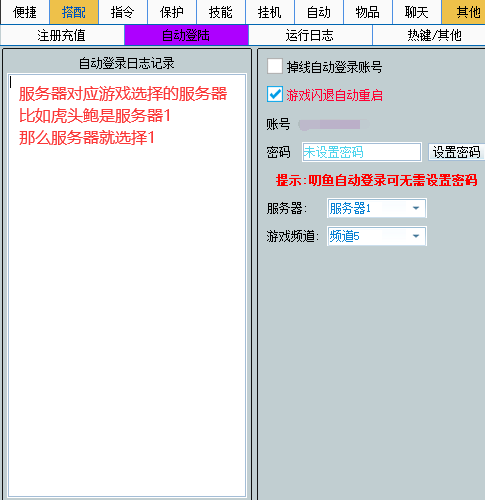 便捷 搭配 指令 保护 技能 挂机 自动 物品 聊天 其他
注册充值 自动登陆 运行日志 热键/其他
自动登录日志记录
服务器对应游戏选择的服务器
比如虎头鲍是服务器1
那么服务器就选择1
掉线自动登录账号
游戏闪退自动重启
账号
密码 未设置密码 设置密码
提示:叨鱼自动登录可无需设置密码
服务器: 服务器1
游戏频道: 频道5